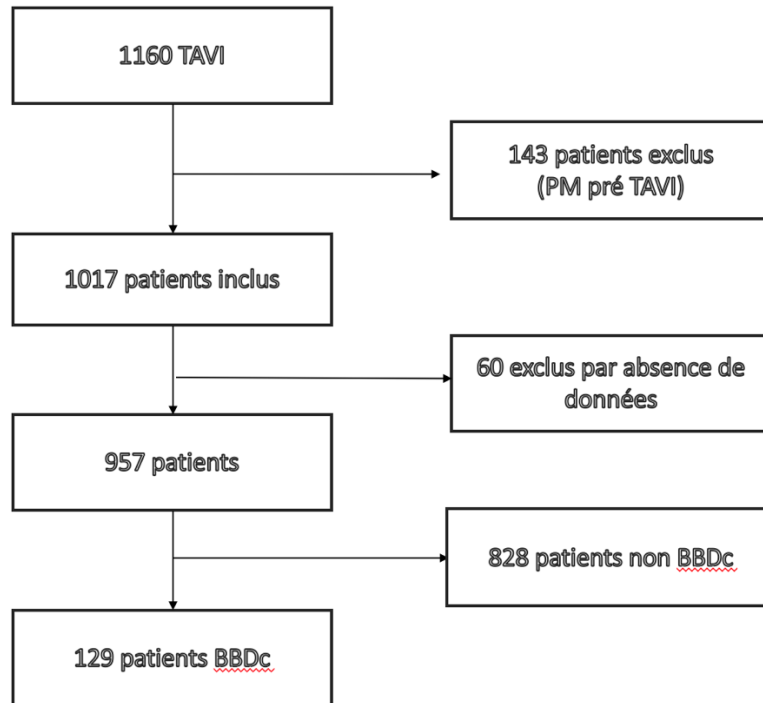 1160 TAVI
143 patients exclus
(PM pré TAVI)
1017 patients inclus
60 exclus par absence de
données
957 patients
828 patients non BBDc
129 patients BBDc